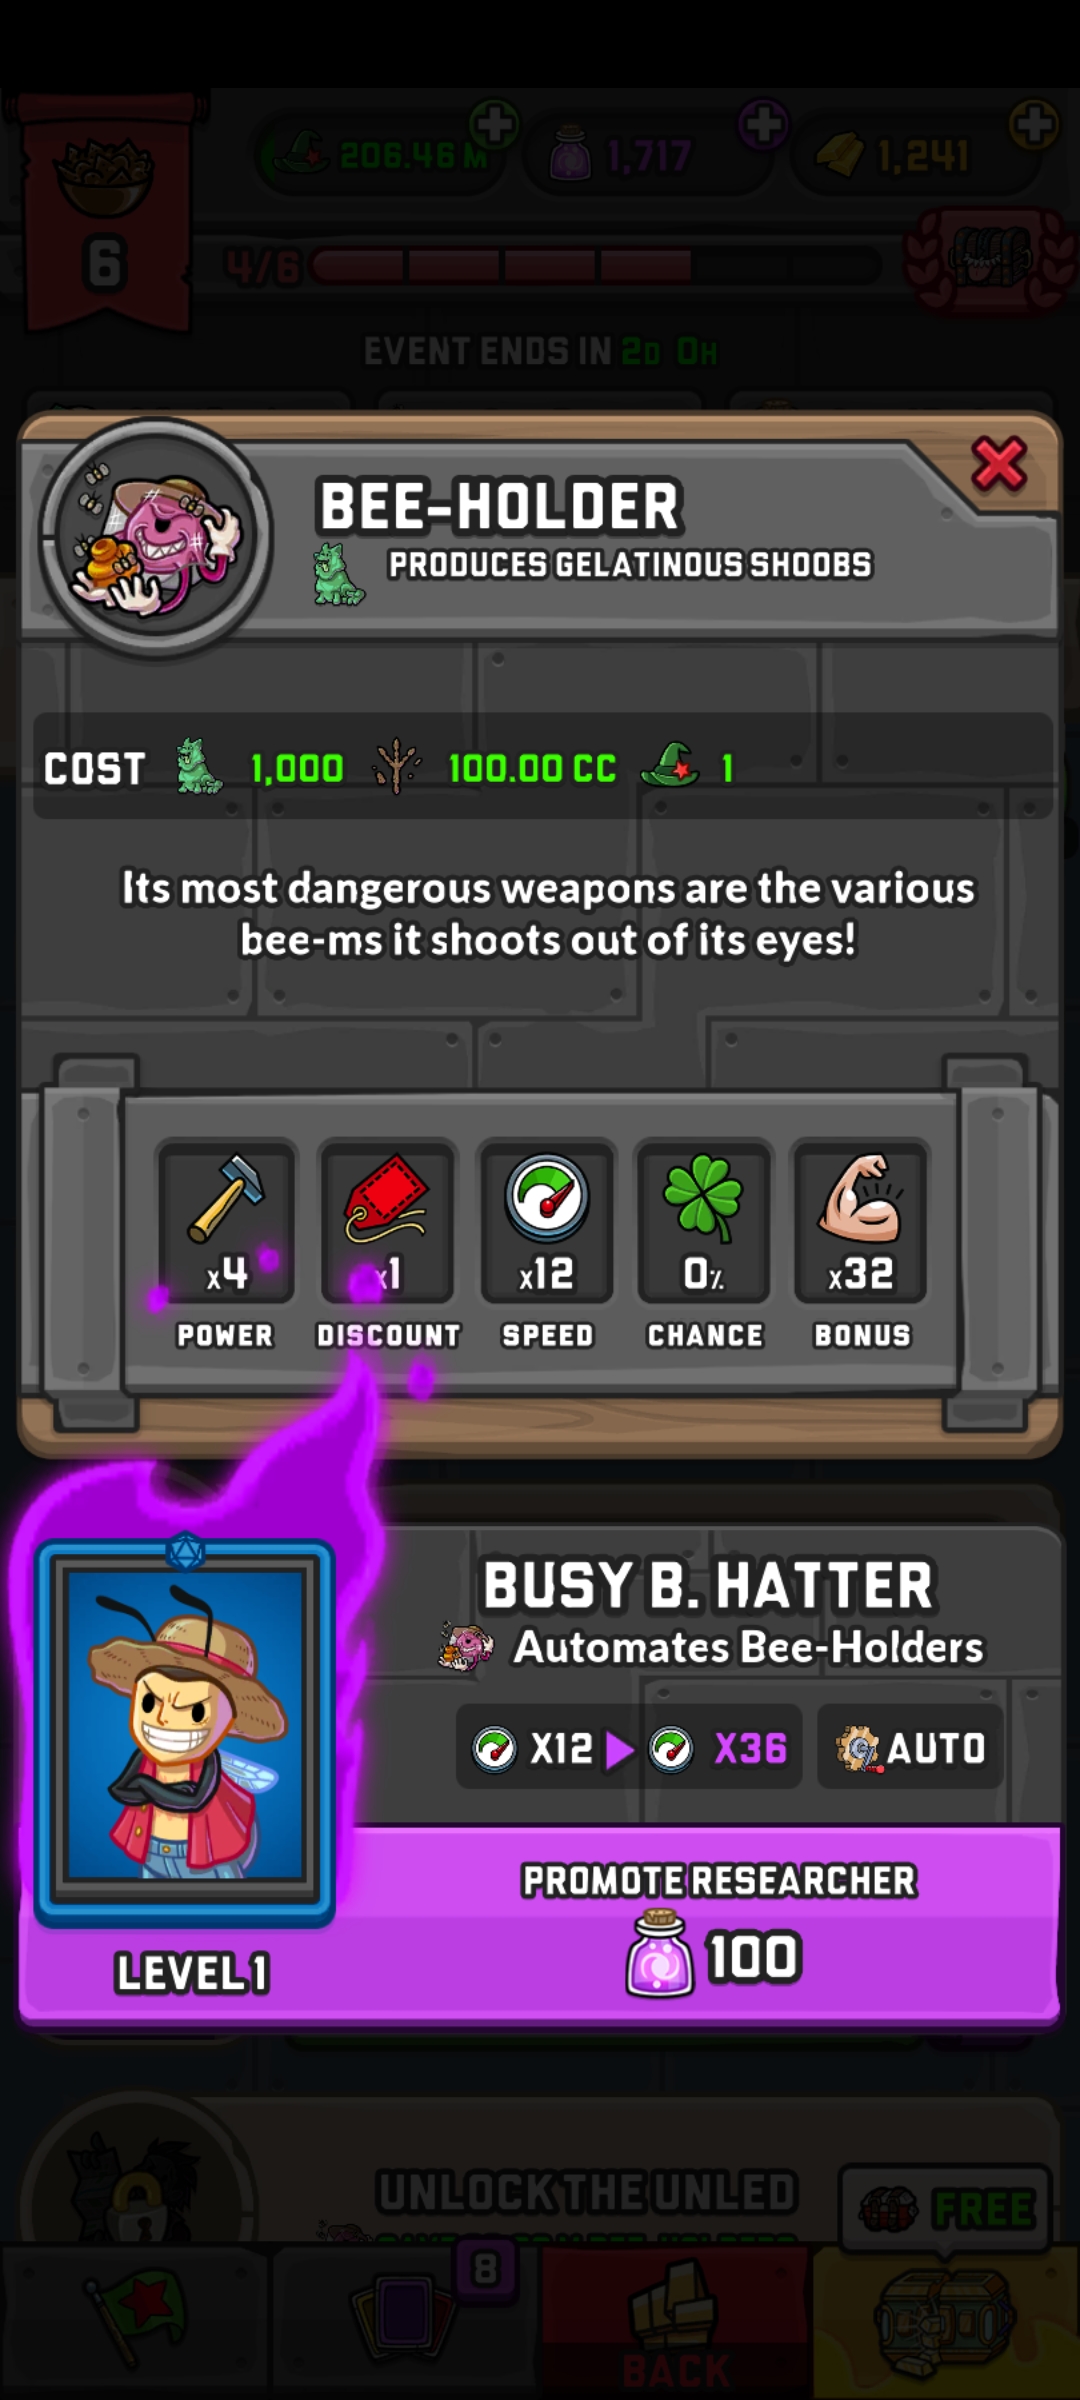 206.46 M 1,717 1,241
6
4/6
EVENT ENDS IN 2D 0H
BEE-HOLDER
PRODUCES GELATINOUS SHOOBS
COST 1,000 100.00 CC 1
Its most dangerous weapons are the various
bee-ms it shoots out of its eyes!
x4 x1 x12 0% x32
POWER DISCOUNT SPEED CHANCE BONUS
BUSY B. HATTER
Automates Bee-Holders
X12 X36 AUTO
PROMOTE RESEARCHER
100
LEVEL 1
UNLOCK THE UNLED
FREE
8
BACK